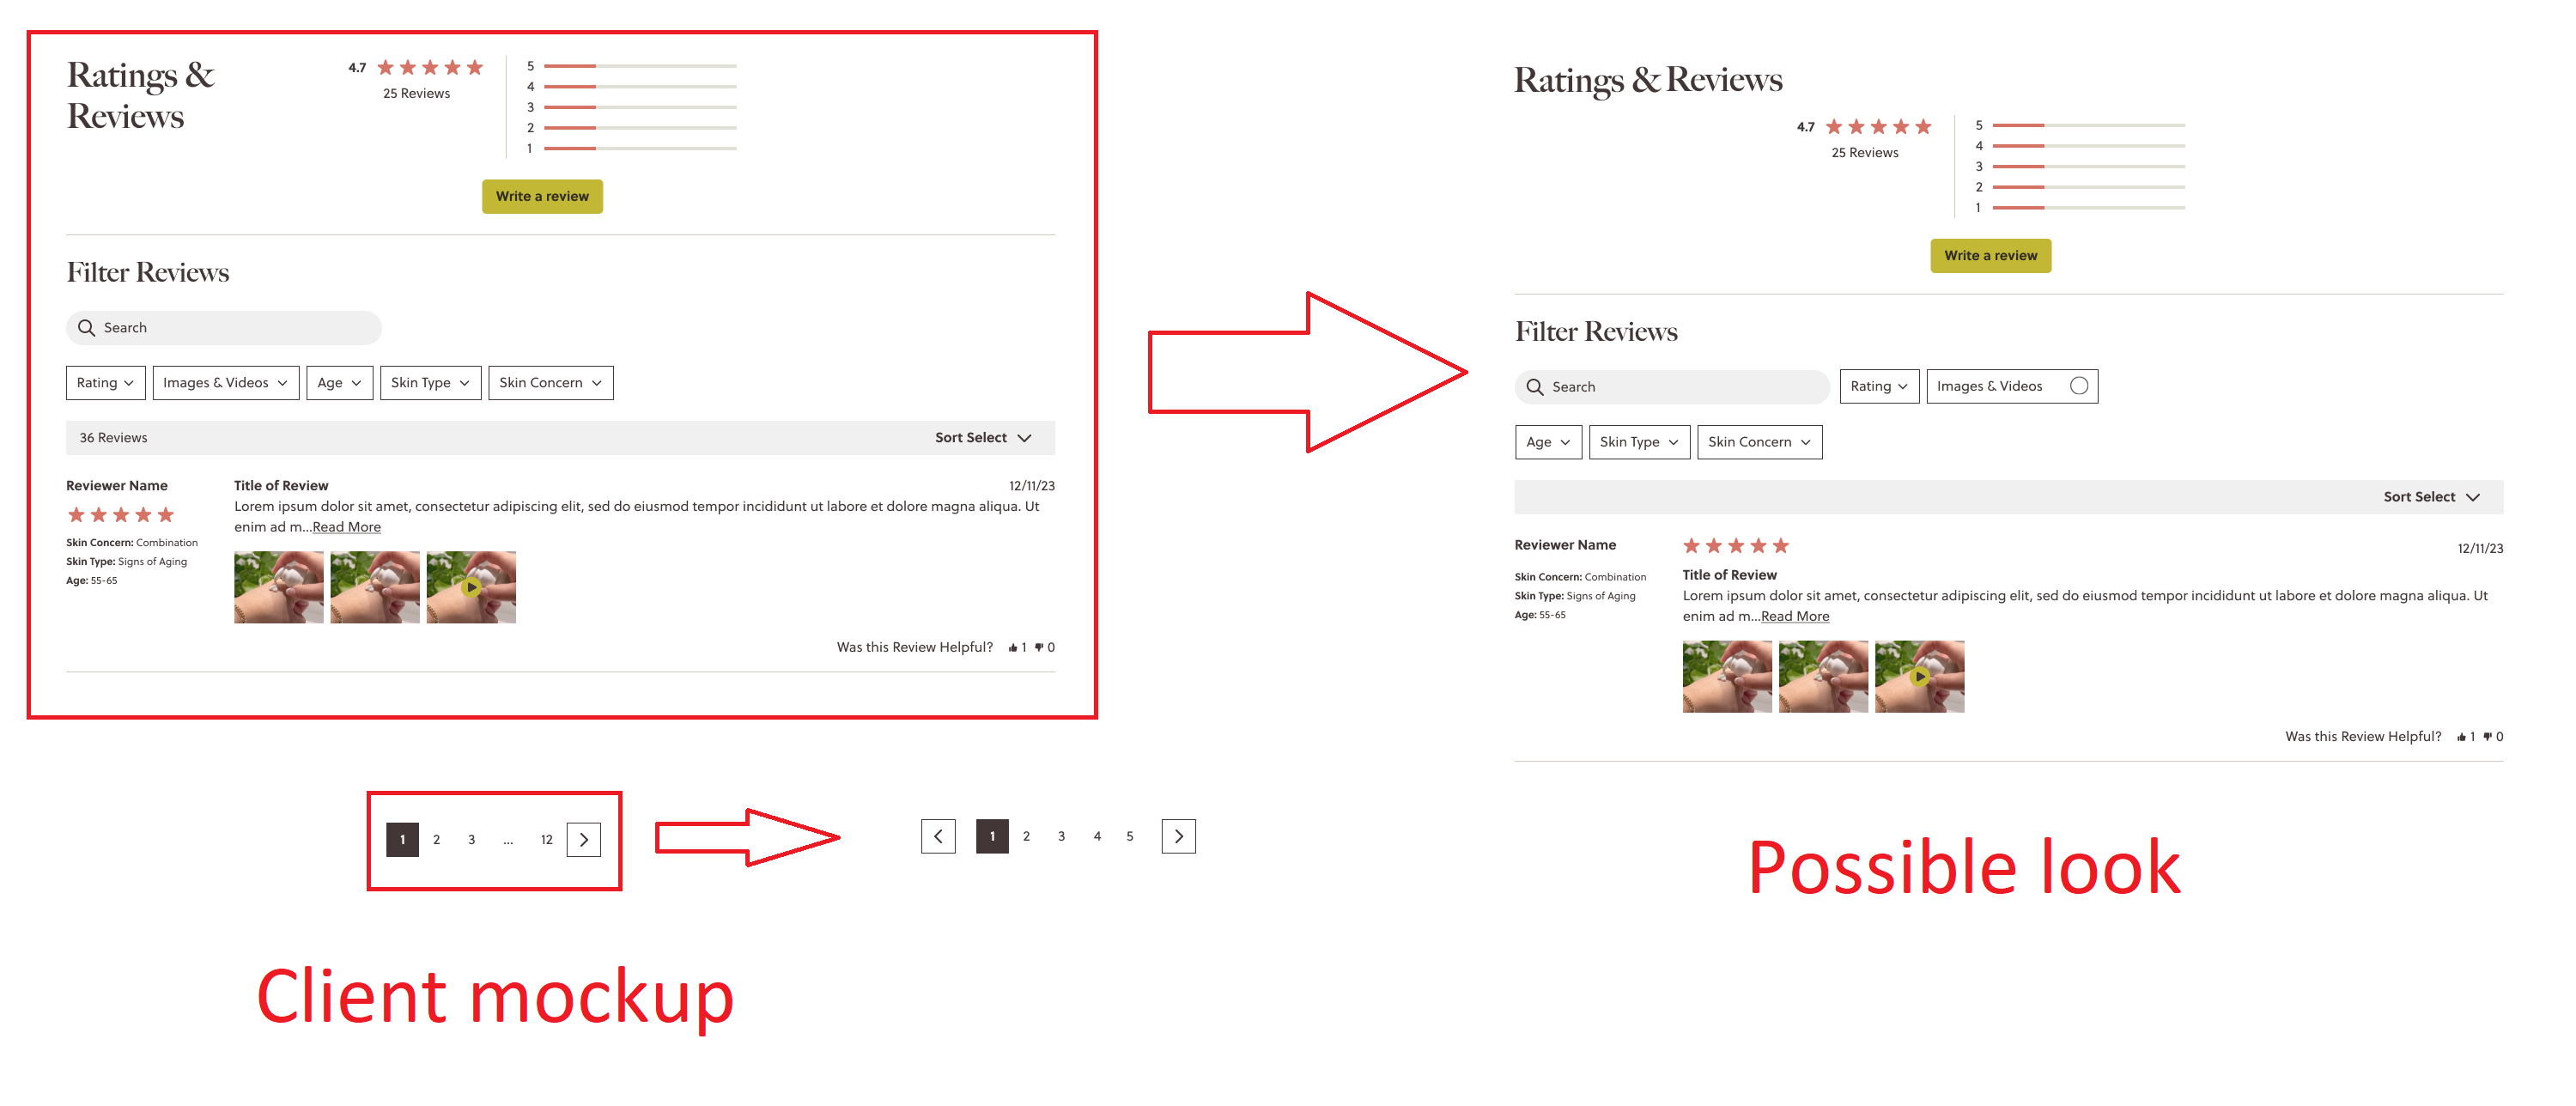 Ratings &
Reviews
4.7
25 Reviews
5
4
3
2
1
Write a review
Filter Reviews
Search
Rating
Images & Videos
Age
Skin Type
Skin Concern
36 Reviews
Sort Select
Reviewer Name
Skin Concern: Combination
Skin Type: Signs of Aging
Age: 55-65
Title of Review
12/11/23
Lorem ipsum dolor sit amet, consectetur adipiscing elit, sed do eiusmod tempor incididunt ut labore et dolore magna aliqua. Ut
enim ad m...Read More
Was this Review Helpful? 1 0
1 2 3 ... 12
1 2 3 4 5
Client mockup
Ratings & Reviews
4.7
25 Reviews
5
4
3
2
1
Write a review
Filter Reviews
Search
Rating
Images & Videos
Age
Skin Type
Skin Concern
Sort Select
Reviewer Name
Skin Concern: Combination
Skin Type: Signs of Aging
Age: 55-65
12/11/23
Title of Review
Lorem ipsum dolor sit amet, consectetur adipiscing elit, sed do eiusmod tempor incididunt ut labore et dolore magna aliqua. Ut
enim ad m...Read More
Was this Review Helpful? 1 0
Possible look